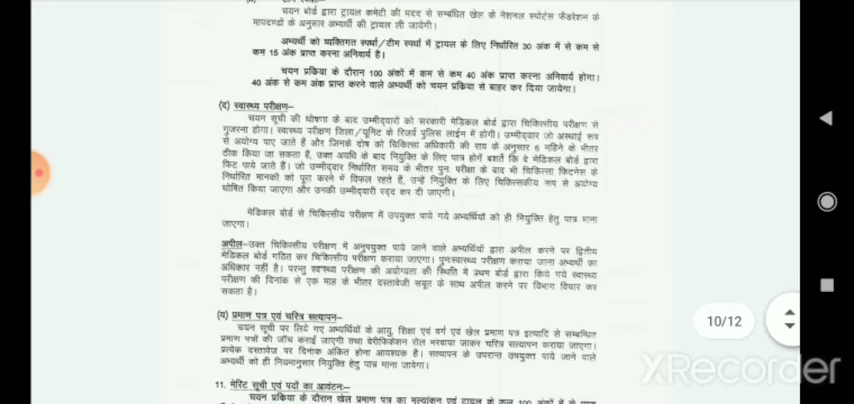 चयन बोर्ड द्वारा ट्रायल कमेटी की मदद से सम्बंधित खेल के नेशनल स्पोर्टस फेडरेशन के
मापदण्डों के अनुसार अभ्यर्थी की ट्रायल ली जायेगी।
अभ्यर्थी को व्यक्तिगत स्पर्धा/टीम स्पर्धा में ट्रायल के लिए निर्धारित 30 अंक में से कम से
कम 15 अंक प्राप्त करना अनिवार्य है।
चयन प्रक्रिया के दौरान 100 अंकों में कम से कम 40 अंक प्राप्त करना अनिवार्य होगा।
40 अंक से कम अंक प्राप्त करने वाले अभ्यर्थी को चयन प्रक्रिया से बाहर कर दिया जायेगा।
(द) स्वास्थ्य परीक्षण–
चयन सूची की घोषणा के बाद उम्मीदवारों को सरकारी मेडिकल बोर्ड द्वारा चिकित्सीय परीक्षण से
गुजरना होगा। स्वास्थ्य परीक्षण जिला/यूनिट के रिजर्व पुलिस लाईन में होगी। उम्मीदवार जो अस्थाई रूप
से अयोग्य पाए जाते हैं और जिनके दोष को चिकित्सा अधिकारी की राय के अनुसार 6 महिने के भीतर
ठीक किया जा सकता हैं, उक्त अवधि के बाद नियुक्ति के लिए पात्र होगें बशर्ते कि वे मेडिकल बोर्ड द्वारा
फिट पाये जाते हैं। जो उम्मीदवार निर्धारित समय के भीतर पुनः परीक्षा के बाद भी चिकित्सा फिटनेस के
निर्धारित मानकों को पूरा करने में विफल रहते हैं, उन्हे नियुक्ति के लिए चिकित्सकीय रूप से अयोग्य
घोषित किया जाएगा और उनकी उम्मीदवारी रदद् कर दी जाएगी।
मेडिकल बोर्ड से चिकित्सीय परीक्षण में उपयुक्त पाये गये अभ्यर्थियों को ही नियुक्ति हेतु पात्र माना
जाएगा।
अपील–उक्त चिकित्सीय परीक्षण में अनुपयुक्त पाये जाने वाले अभ्यर्थियों द्वारा अपील करने पर द्वितीय
मेडिकल बोर्ड गठित कर चिकित्सीय परीक्षण कराया जाएगा। पुनःस्वास्थ्य परीक्षण कराया जाना अभ्यर्थी का
अधिकार नहीं है। परन्तु स्वास्थ्य परीक्षण की अयोग्यता की स्थिति में प्रथम बोर्ड द्वारा किये गये स्वास्थ्य
परीक्षण की दिनांक से एक माह के भीतर दस्तावेजी सबूत के साथ अपील करने पर विभाग विचार कर
सकता है।
(य) प्रमाण पत्र एवं चरित्र सत्यापन–
चयन सूची पर लिये गए अभ्यर्थियों के आयु, शिक्षा एवं वर्ग एवं खेल प्रमाण पत्र इत्यादि से सम्बन्धित
प्रमाण पत्रों की जाँच कराई जाएगी तथा वेरीफिकेशन रोल भरवाया जाकर चरित्र सत्यापन कराया जाएगा।
प्रत्येक दस्तावेज पर दिनांक अंकित होना आवश्यक है। सत्यापन के उपरान्त उपयुक्त पाये जाने वाले
अभ्यर्थी को ही नियमानुसार नियुक्ति हेतु पात्र माना जावेगा।
10/12
11. मेरिट सूची एवं पदों का आवंटनः–
चयन प्रक्रिया के दौरान खेल प्रमाण पत्र का मूल्यांकन एवं ट्रायल के कुल 100 अंकों में से
XRecorder